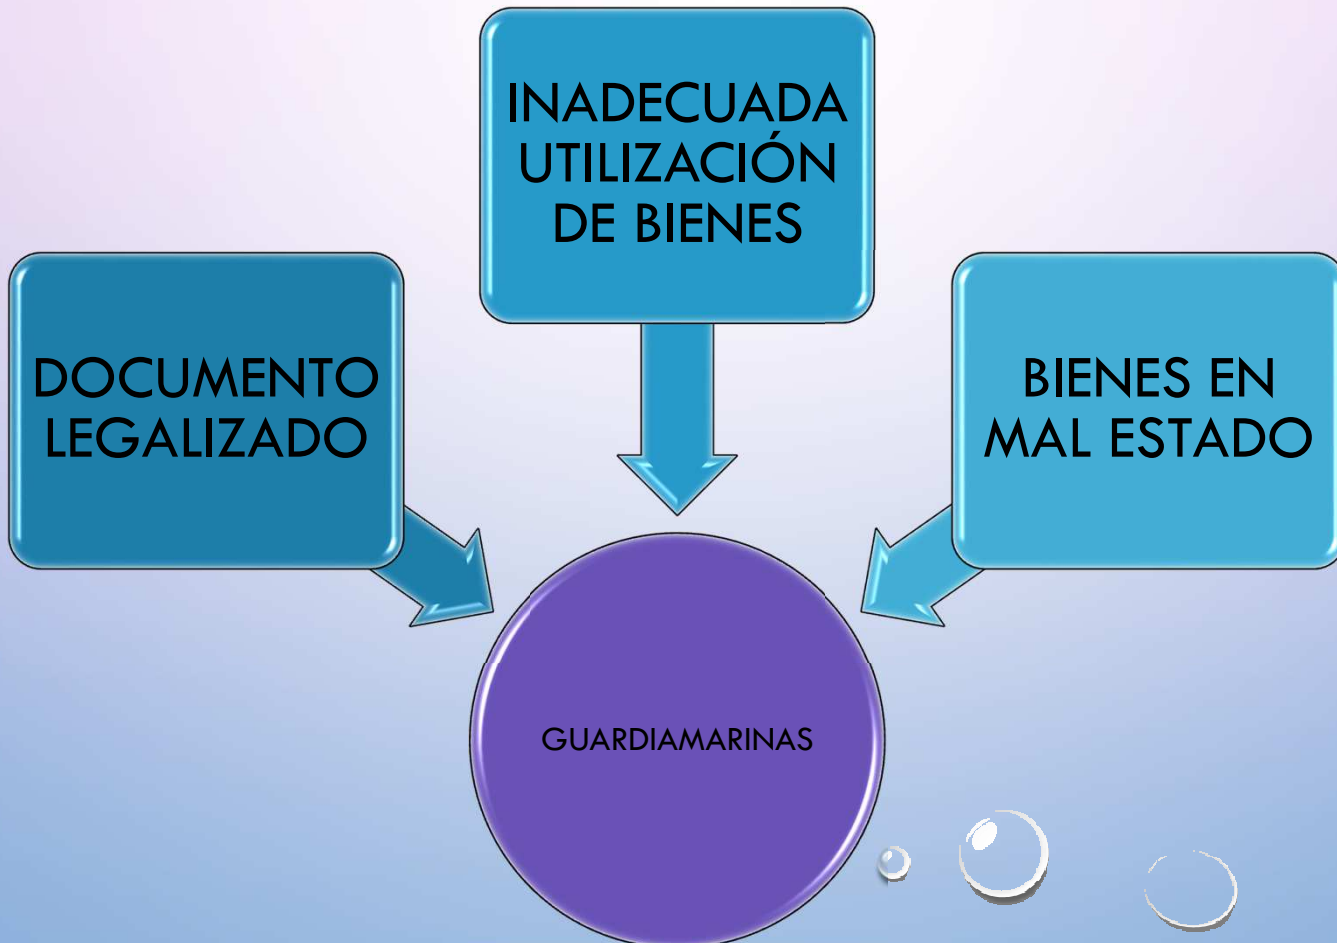 INADECUADA
UTILIZACIÓN
DE BIENES
DOCUMENTO
LEGALIZADO
BIENES EN
MAL ESTADO
GUARDIAMARINAS